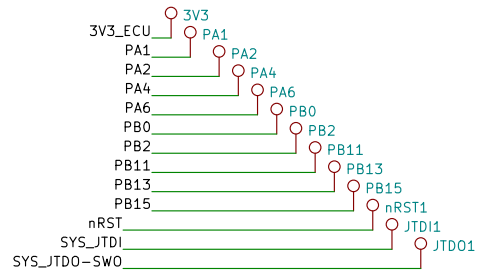 3V3
3V3_ECU
PA1
PA1
PA2
PA2
PA4
PA4
PA6
PA6
PB0
PB0
PB2
PB2
PB11
PB11
PB13
PB13
PB15
PB15
nRST1
nRST
JTDI1
SYS_JTDI
JTDO1
SYS_JTDO-SWO